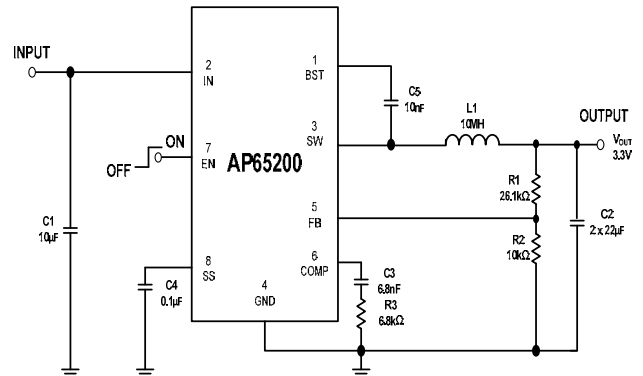 INPUT
2
IN
1
BST
C5
10nF
L1
10MH
OUTPUT
VOUT
3.3V
3
SW
ON
OFF
7
EN
AP65200
R1
26.1kΩ
C1
10µF
5
FB
C2
2 x 22µF
R2
10kΩ
6
COMP
8
SS
C4
0.1µF
4
GND
C3
6.8nF
R3
6.8kΩ